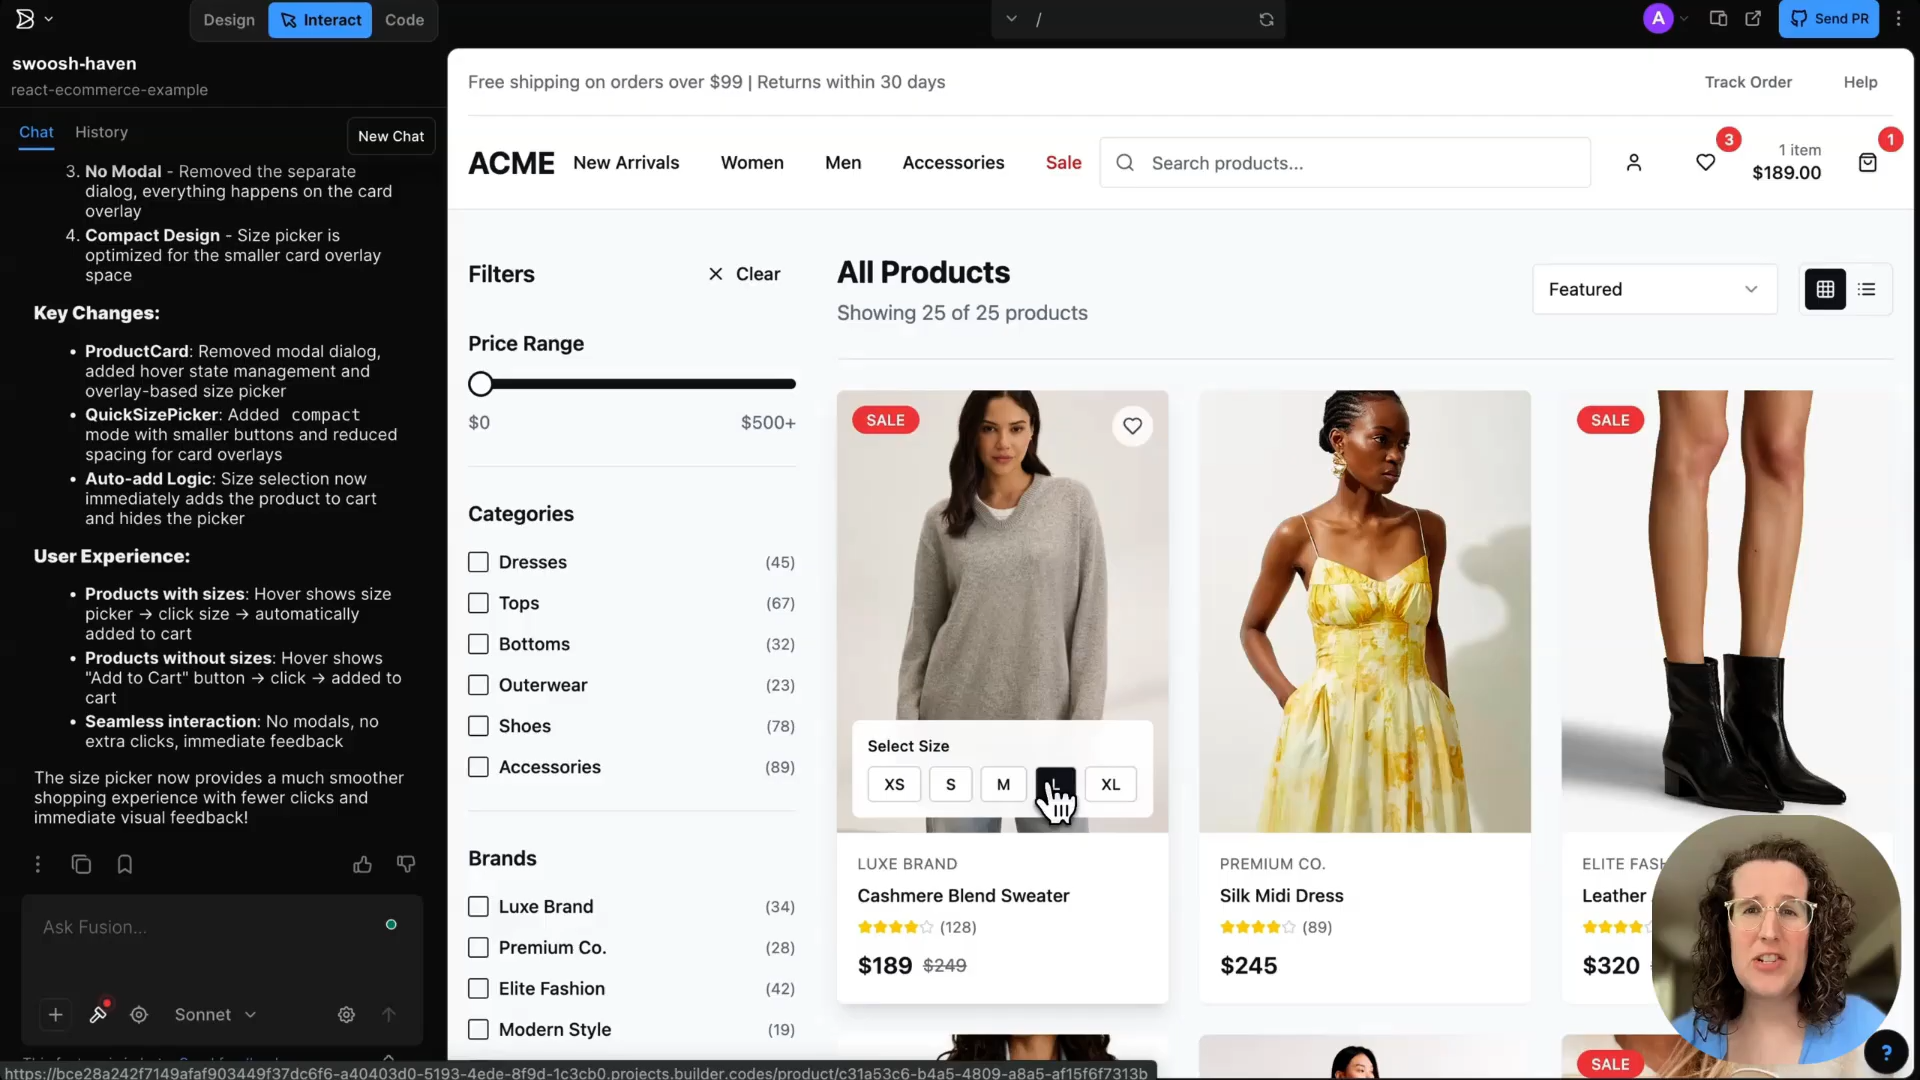 Design
Interact
Code
/
A
Send PR
swoosh-haven
react-ecommerce-example
Chat
History
New Chat
3. No Modal - Removed the separate
dialog, everything happens on the card
overlay
4. Compact Design - Size picker is
optimized for the smaller card overlay
space
Key Changes:
• ProductCard: Removed modal dialog,
added hover state management and
overlay-based size picker
• QuickSizePicker: Added compact
mode with smaller buttons and reduced
spacing for card overlays
• Auto-add Logic: Size selection now
immediately adds the product to cart
and hides the picker
User Experience:
• Products with sizes: Hover shows size
picker → click size → automatically
added to cart
• Products without sizes: Hover shows
"Add to Cart" button → click → added to
cart
• Seamless interaction: No modals, no
extra clicks, immediate feedback
The size picker now provides a much smoother
shopping experience with fewer clicks and
immediate visual feedback!
Ask Fusion...
Sonnet
Free shipping on orders over $99 | Returns within 30 days
Track Order
Help
ACME
New Arrivals
Women
Men
Accessories
Sale
Search products...
3
1 item
$189.00
1
Filters
Clear
Price Range
$0
$500+
Categories
Dresses (45)
Tops (67)
Bottoms (32)
Outerwear (23)
Shoes (78)
Accessories (89)
Brands
Luxe Brand (34)
Premium Co. (28)
Elite Fashion (42)
Modern Style (19)
All Products
Showing 25 of 25 products
Featured
SALE
Select Size
XS
S
M
L
XL
LUXE BRAND
Cashmere Blend Sweater
(128)
$189 $249
PREMIUM CO.
Silk Midi Dress
(89)
$245
SALE
ELITE FASH
Leather
$320
SALE
?
https://bce28a242f7149afaf903449f37dc6f6-a40403d0-5193-4ede-8f9d-1c3cb0.projects.builder.codes/product/c31a53c6-b4a5-4809-a8a5-af15f6f7313b